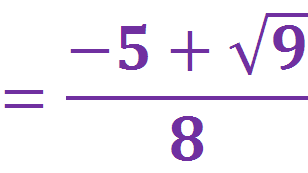 = (−5 + √9) / 8